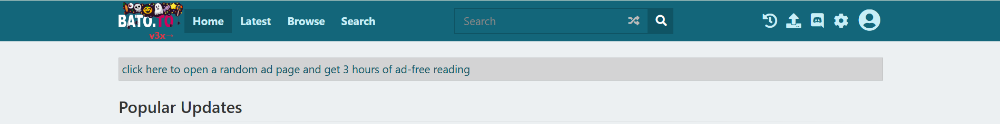 BATO.TO
v3x→
Home
Latest
Browse
Search
Search
click here to open a random ad page and get 3 hours of ad-free reading
Popular Updates